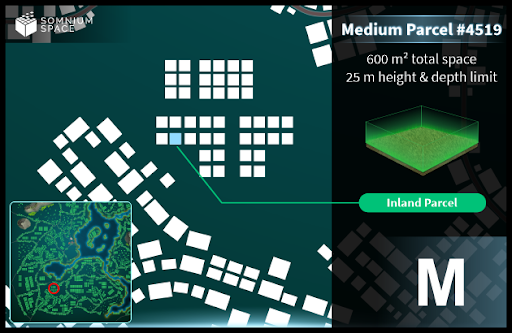 SOMNIUM
SPACE
Medium Parcel #4519
600 m² total space
25 m height & depth limit
Inland Parcel
M